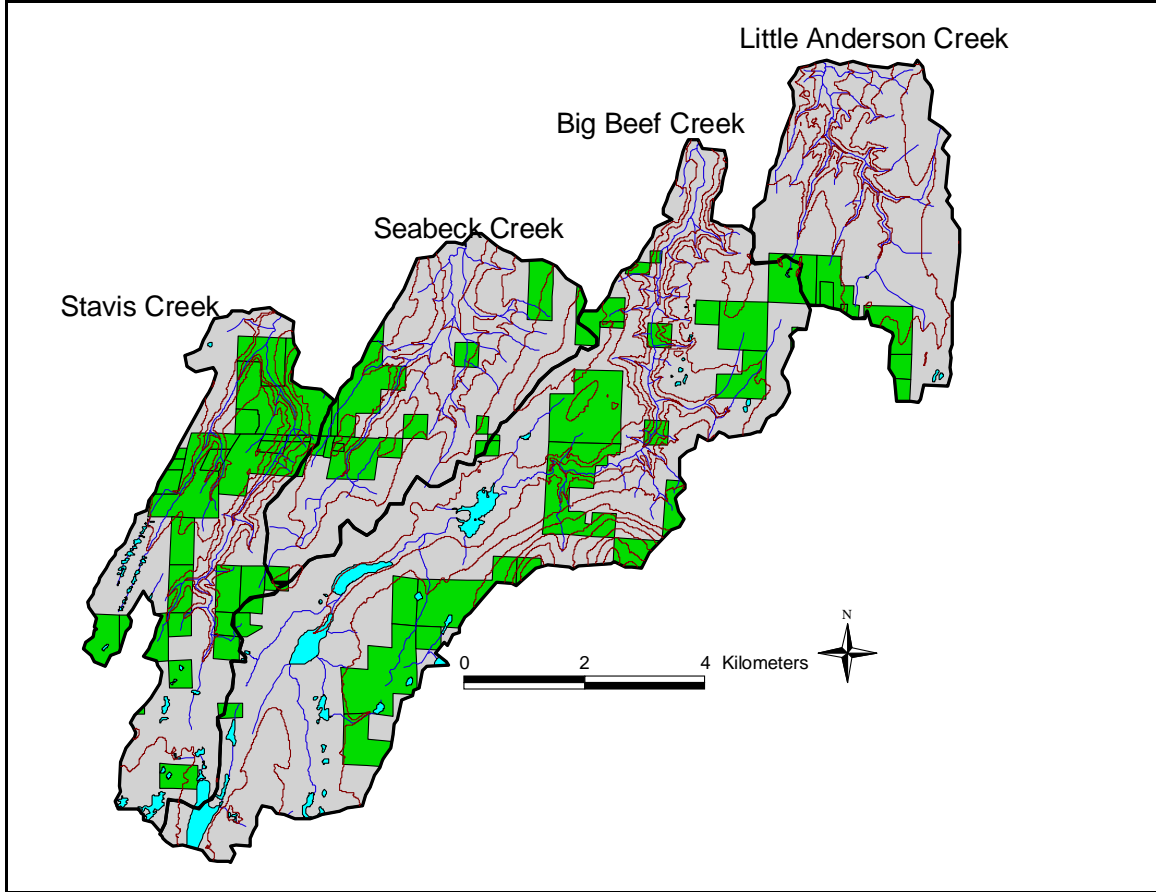 Little Anderson Creek
Big Beef Creek
Seabeck Creek
Stavis Creek
N
0 2 4 Kilometers